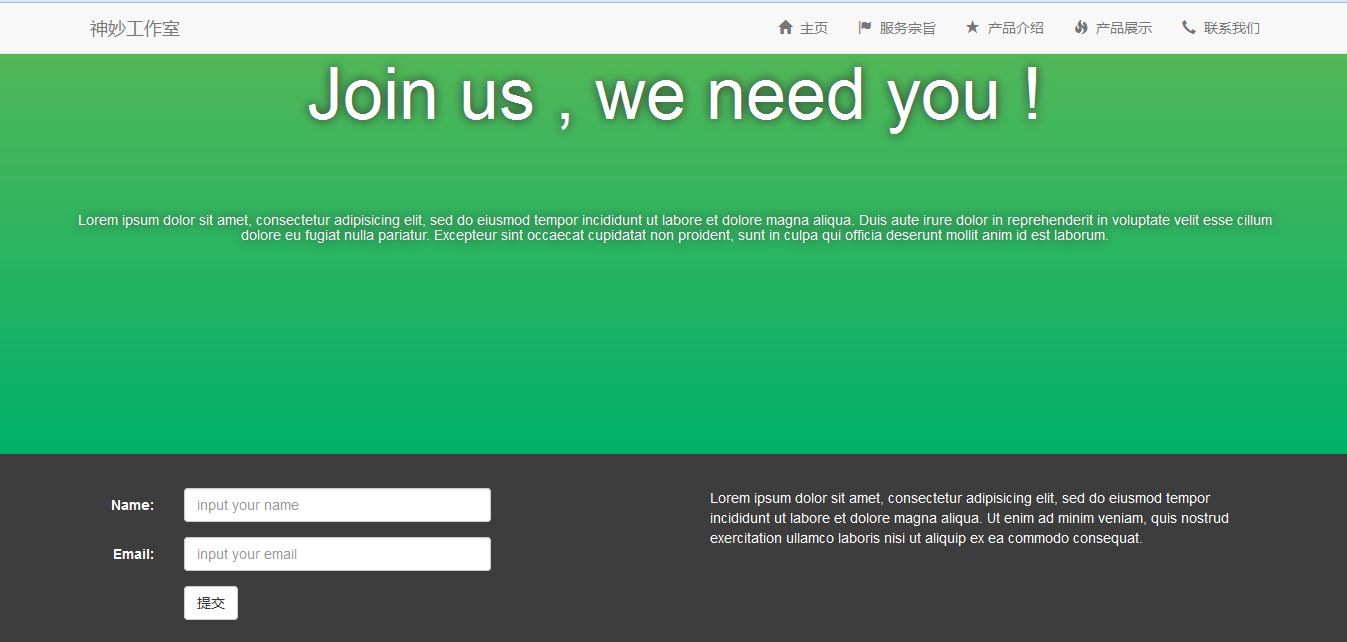 神妙工作室 主页 服务宗旨 产品介绍 产品展示 联系我们
Join us , we need you !
Lorem ipsum dolor sit amet, consectetur adipisicing elit, sed do eiusmod tempor incididunt ut labore et dolore magna aliqua. Duis aute irure dolor in reprehenderit in voluptate velit esse cillum
dolore eu fugiat nulla pariatur. Excepteur sint occaecat cupidatat non proident, sunt in culpa qui officia deserunt mollit anim id est laborum.
Name: input your name
Email: input your email
提交
Lorem ipsum dolor sit amet, consectetur adipisicing elit, sed do eiusmod tempor
incididunt ut labore et dolore magna aliqua. Ut enim ad minim veniam, quis nostrud
exercitation ullamco laboris nisi ut aliquip ex ea commodo consequat.